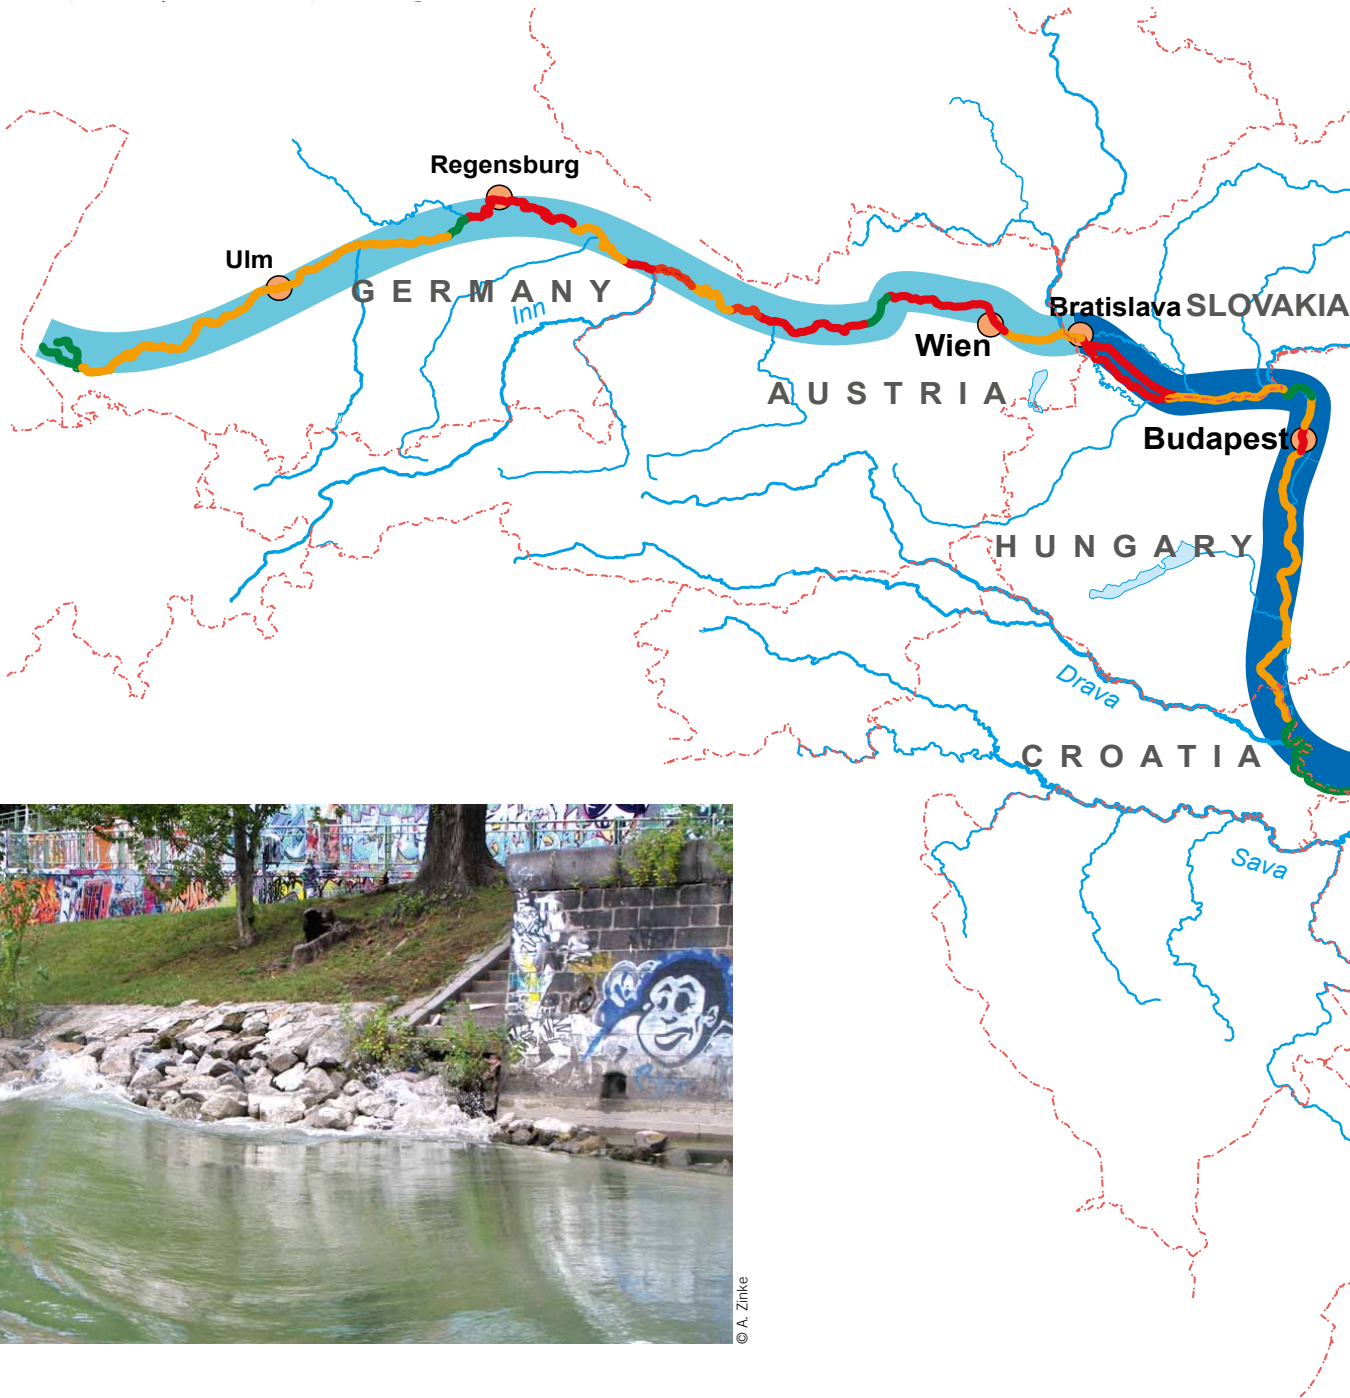 Regensburg
Ulm
GERMANY
Inn
Bratislava
SLOVAKIA
Wien
AUSTRIA
Budapest
HUNGARY
Drava
CROATIA
Sava
© A. Zinke